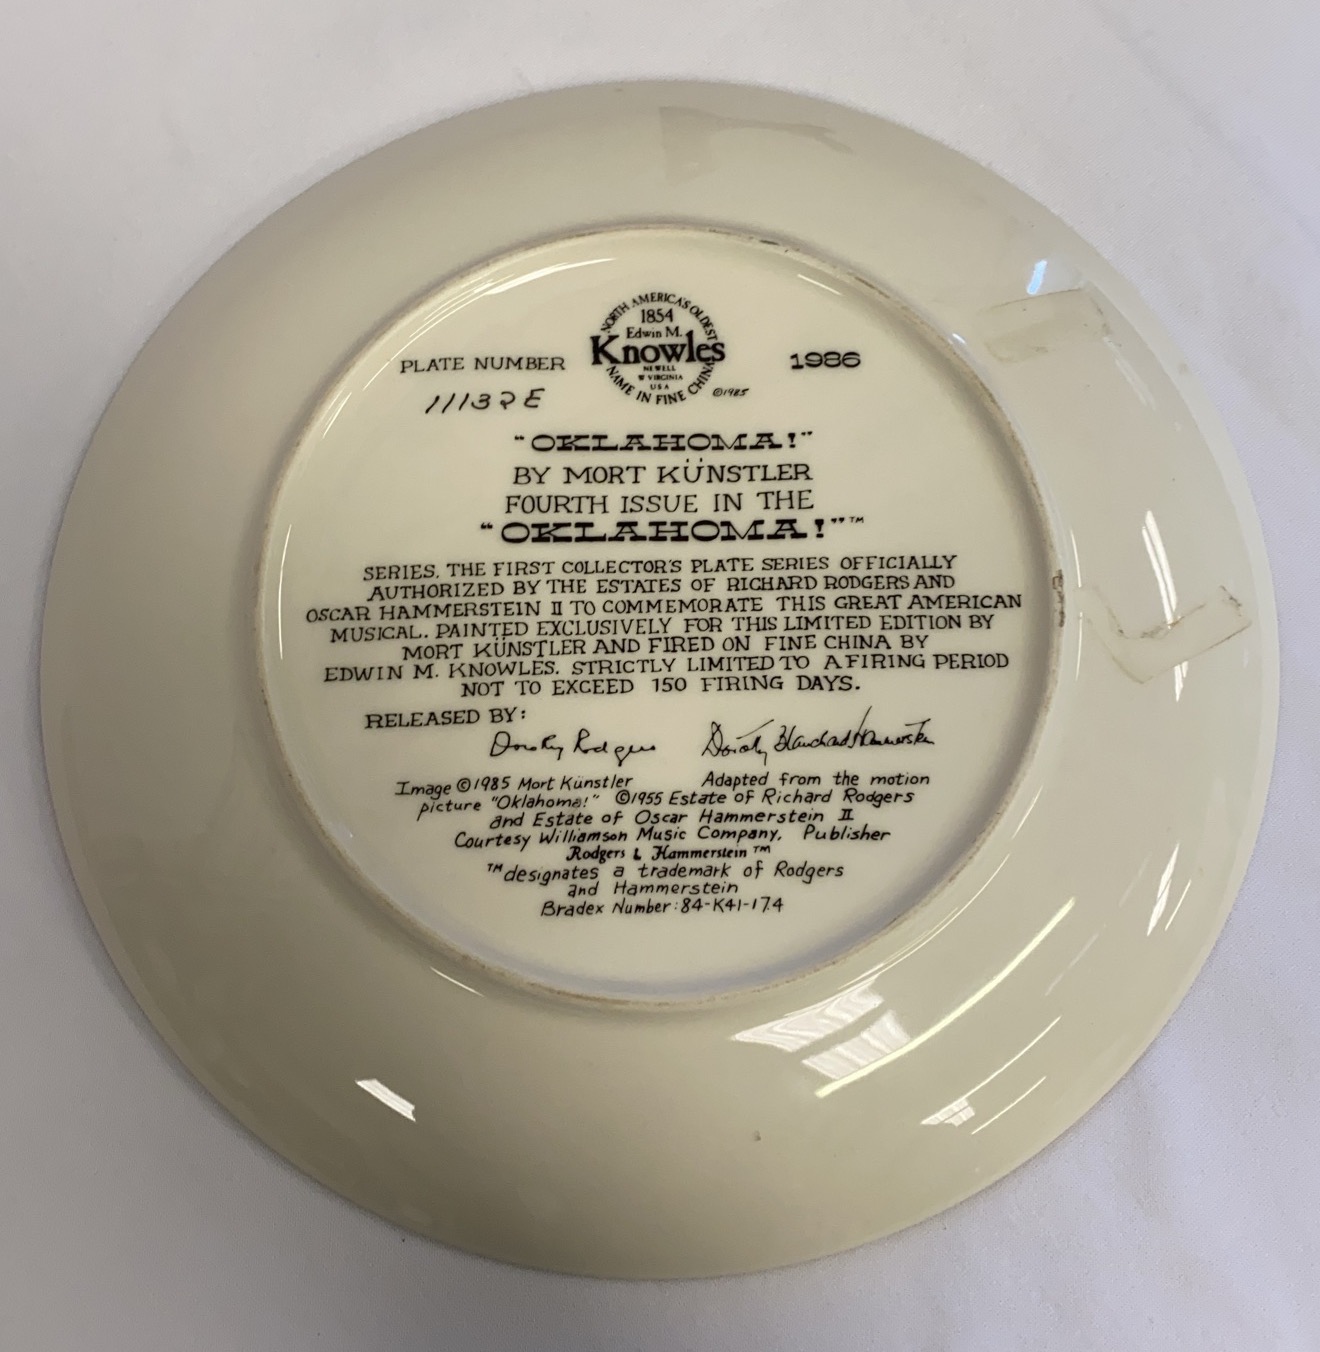 NORTH AMERICA'S OLDEST
1854
Edwin M.
Knowles
NEWELL
W VIRGINIA
USA
NAME IN FINE CHINA
©1985
PLATE NUMBER
11132E
1986
"OKLAHOMA!"
BY MORT KÜNSTLER
FOURTH ISSUE IN THE
"OKLAHOMA!"™
SERIES, THE FIRST COLLECTOR'S PLATE SERIES OFFICIALLY
AUTHORIZED BY THE ESTATES OF RICHARD RODGERS AND
OSCAR HAMMERSTEIN II TO COMMEMORATE THIS GREAT AMERICAN
MUSICAL. PAINTED EXCLUSIVELY FOR THIS LIMITED EDITION BY
MORT KÜNSTLER AND FIRED ON FINE CHINA BY
EDWIN M. KNOWLES. STRICTLY LIMITED TO A FIRING PERIOD
NOT TO EXCEED 150 FIRING DAYS.
RELEASED BY:
Dorothy Rodgers Dorothy Blanchard Hammerstein
Image ©1985 Mort Künstler Adapted from the motion
picture "Oklahoma!" ©1955 Estate of Richard Rodgers
and Estate of Oscar Hammerstein II
Courtesy Williamson Music Company, Publisher
Rodgers & Hammerstein™
™designates a trademark of Rodgers
and Hammerstein
Bradex Number: 84-K41-17.4